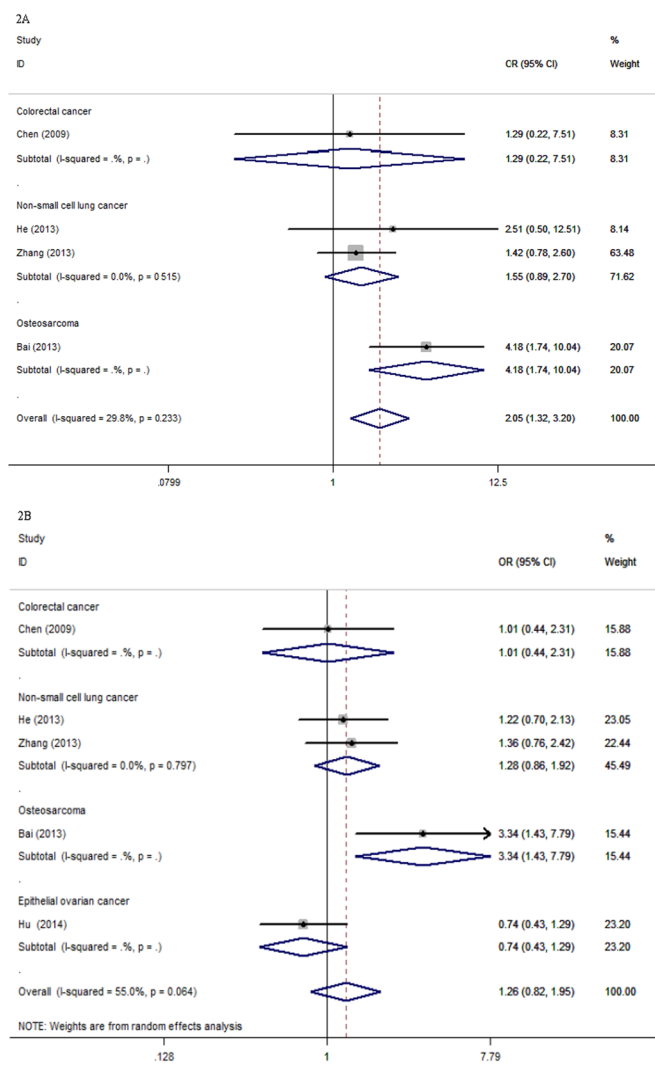 2A
Study %
ID CR (95% CI) Weight
Colorectal cancer
Chen (2009) 1.29 (0.22, 7.51) 8.31
Subtotal (I-squared = .%, p = .) 1.29 (0.22, 7.51) 8.31
.
Non-small cell lung cancer
He (2013) 2.51 (0.50, 12.51) 8.14
Zhang (2013) 1.42 (0.78, 2.60) 63.48
Subtotal (I-squared = 0.0%, p = 0.515) 1.55 (0.89, 2.70) 71.62
.
Osteosarcoma
Bai (2013) 4.18 (1.74, 10.04) 20.07
Subtotal (I-squared = .%, p = .) 4.18 (1.74, 10.04) 20.07
.
Overall (I-squared = 29.8%, p = 0.233) 2.05 (1.32, 3.20) 100.00
.0799 1 12.5
2B
Study %
ID OR (95% CI) Weight
Colorectal cancer
Chen (2009) 1.01 (0.44, 2.31) 15.88
Subtotal (I-squared = .%, p = .) 1.01 (0.44, 2.31) 15.88
.
Non-small cell lung cancer
He (2013) 1.22 (0.70, 2.13) 23.05
Zhang (2013) 1.36 (0.76, 2.42) 22.44
Subtotal (I-squared = 0.0%, p = 0.797) 1.28 (0.86, 1.92) 45.49
.
Osteosarcoma
Bai (2013) 3.34 (1.43, 7.79) 15.44
Subtotal (I-squared = .%, p = .) 3.34 (1.43, 7.79) 15.44
.
Epithelial ovarian cancer
Hu (2014) 0.74 (0.43, 1.29) 23.20
Subtotal (I-squared = .%, p = .) 0.74 (0.43, 1.29) 23.20
.
Overall (I-squared = 55.0%, p = 0.064) 1.26 (0.82, 1.95) 100.00
NOTE: Weights are from random effects analysis
.128 1 7.79